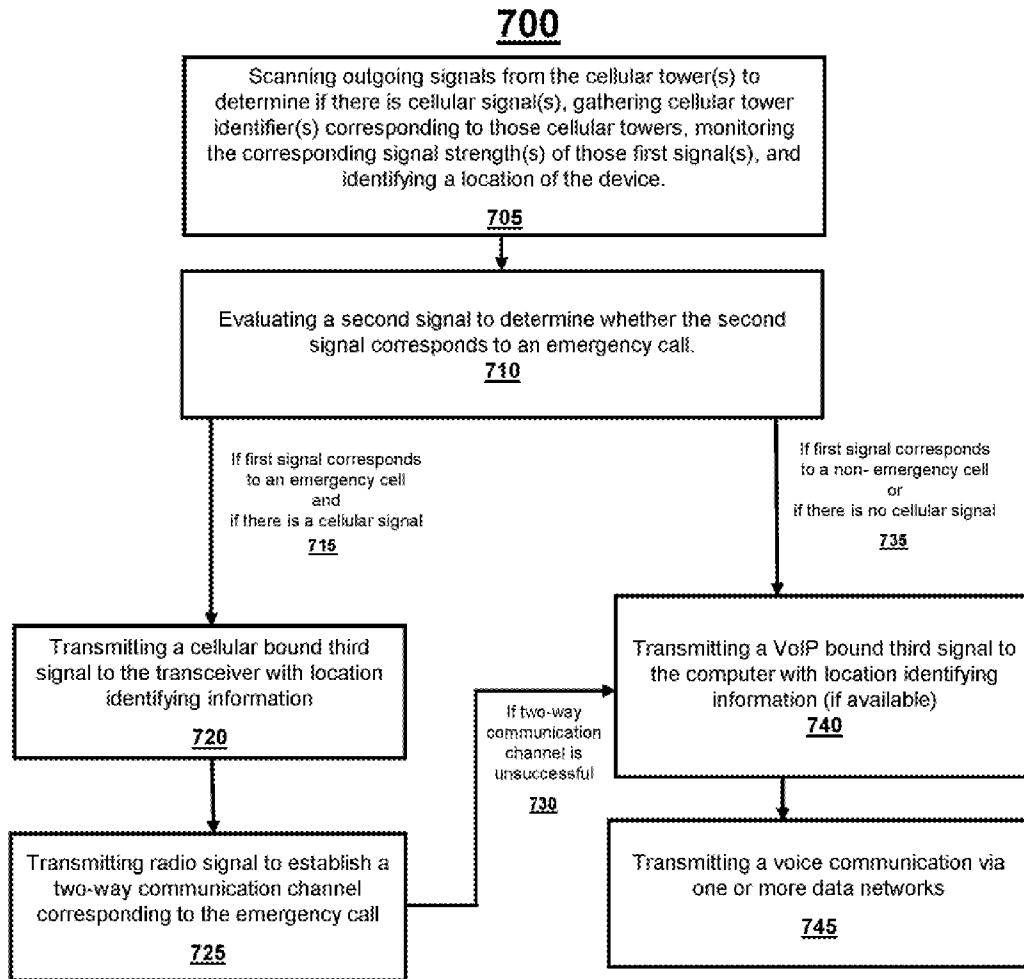 700
Scanning outgoing signals from the cellular tower(s) to
determine if there is cellular signal(s), gathering cellular tower
identifier(s) corresponding to those cellular towers, monitoring
the corresponding signal strength(s) of those first signal(s), and
identifying a location of the device.
705
Evaluating a second signal to determine whether the second
signal corresponds to an emergency call.
710
If first signal corresponds
to an emergency cell
and
if there is a cellular signal
715
If first signal corresponds
to a non- emergency cell
or
if there is no cellular signal
735
Transmitting a cellular bound third
signal to the transceiver with location
identifying information
720
If two-way
communication
channel is
unsuccessful
730
Transmitting a VoIP bound third signal to
the computer with location identifying
information (if available)
740
Transmitting radio signal to establish a
two-way communication channel
corresponding to the emergency call
725
Transmitting a voice communication via
one or more data networks
745